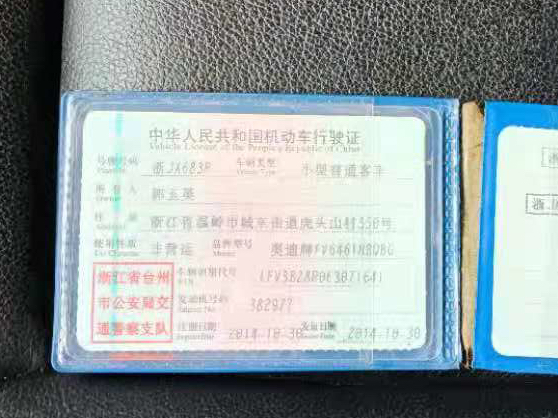 中华人民共和国机动车行驶证
Vehicle License of the People's Republic of China
号牌号码 浙JX683P 车辆类型 小型普通客车
所有人 郭玉英
住址 浙江省温岭市城东街道虎头山村550号
使用性质 非营运 品牌型号 奥迪牌FV6461HBQBG
浙江省台州 车辆识别代号
市公安局交 发动机号码 382977
通警察支队 注册日期 2014-10-30 发证日期 2014-10-30